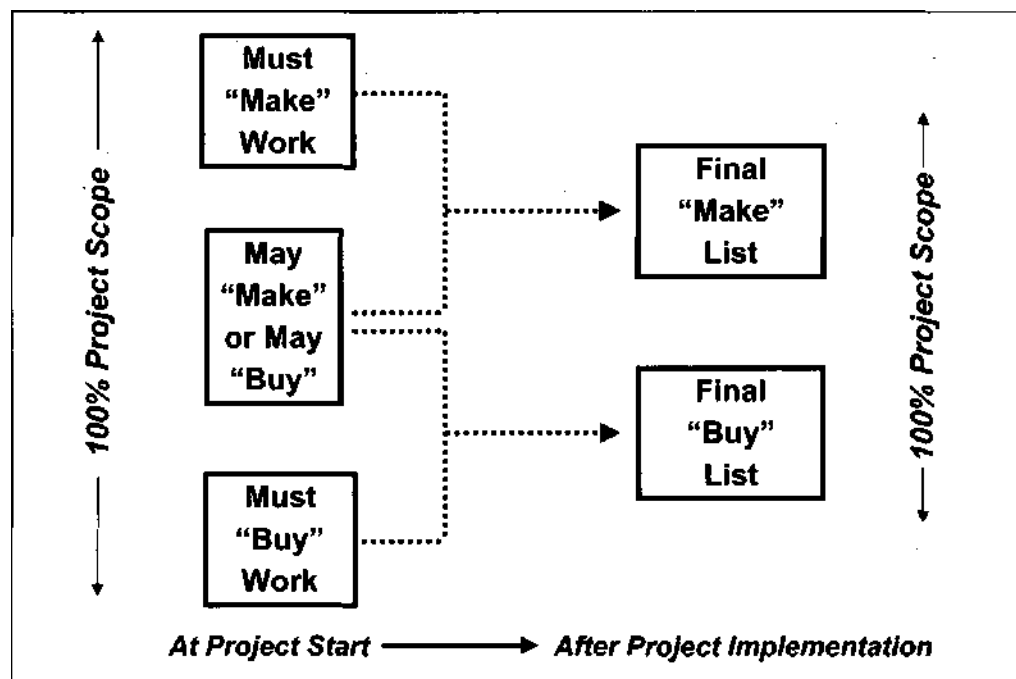 100% Project Scope
Must
“Make”
Work
May
“Make”
or May
“Buy”
Must
“Buy”
Work
Final
“Make”
List
Final
“Buy”
List
100% Project Scope
At Project Start
After Project Implementation